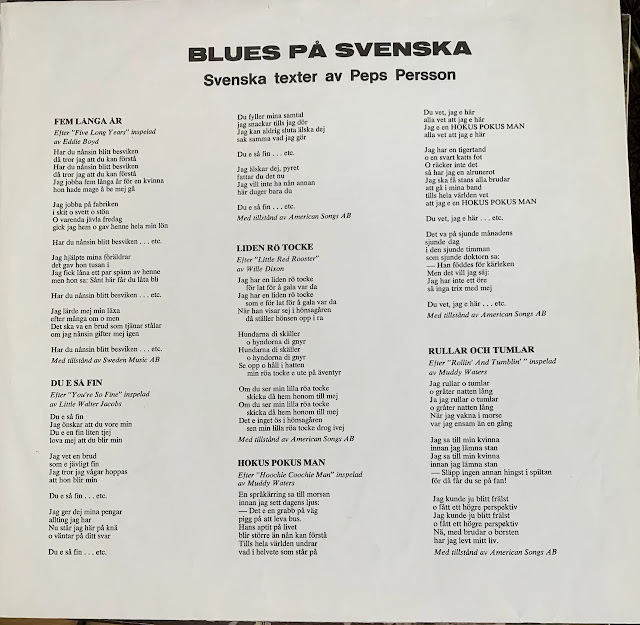 BLUES PÅ SVENSKA
Svenska texter av Peps Persson
FEM LANGA ÅR
Efter "Five Long Years" inspelad
av Eddie Boyd
Har du nånsin blitt besviken
då tror jag att du kan förstå
Har du nånsin blitt besviken
då tror jag att du kan förstå
Jag jobba fem långa år för en kvinna
hon hade mage å be mej gå
Jag jobba på fabriken
i skit o svett o stön
O varenda jävla fredag
gick jag hem o gav henne hela min lön
Har du nånsin blitt besviken . . . etc.
Jag hjälpte mina föräldrar
det gav hon tusan i
Jag fick låna ett par spänn av henne
men hon sa: Sånt här får du låta bli
Har du nånsin blitt besviken . . . etc.
Jag lärde mej min läxa
efter många om o men
Det ska va en brud som tjänar stålar
om jag nånsin gifter mej igen
Har du nånsin blitt besviken . . . etc.
Med tillstånd av Sweden Music AB
DU E SÅ FIN
Efter "You're So Fine" inspelad
av Little Walter Jacobs
Du e så fin
Jag önskar att du vore min
Du e en fin liten tjej
lova mej att du blir min
Jag vet en brud
som e jävligt fin
Jag tror jag vågar hoppas
att hon blir min
Du e så fin . . . etc.
Jag ger dej mina pengar
allting jag har
Nu står jag här på knä
o väntar på ditt svar
Du e så fin . . . etc.
Du fyller mina samtal
jag snackar tills jag dör
Jag kan aldrig sluta älska dej
sak samma vad jag gör
Du e så fin . . . etc.
Jag älskar dej, pyret
fattar du det nu
Jag vill inte ha nån annan
här duger bara du
Du e så fin . . . etc.
Med tillstånd av American Songs AB
LIDEN RÖ TOCKE
Efter "Little Red Rooster"
av Wille Dixon
Jag har en liden rö tocke
för lat för å gala var da
Jag har en liden rö tocke
som e för lat för å gala var da
När han visar sej i hönsagåren
då ställer hönsen opp i ra
Hundarna di skäller
o hyndorna di gnyr
Hundarna di skäller
o hyndorna di gnyr
Se opp o håll i hatten
min röa tocke e ute på äventyr
Om du ser min lilla röa tocke
skicka då hem honom till mej
Om du ser min lilla röa tocke
skicka då hem honom till mej
Det e inget ös i hönsagåren
sen min lilla röa tocke drog ivej
Med tillstånd av American Songs AB
HOKUS POKUS MAN
Efter "Hoochie Coochie Man" inspelad
av Muddy Waters
En språkärring sa till morsan
innan jag sett dagens ljus:
— Det e en grabb på väg
pigg på att leva bus.
Hans aptit på livet
blir större än nån kan förstå
Tills hela världen undrar
vad i helvete som står på
Du vet, jag e här
alla vet att jag e här
Jag e en HOKUS POKUS MAN
alla vet att jag e här
Jag har en tigertand
o en svart katts fot
O räcker inte det
så har jag en alrunerot
Jag ska få stans alla brudar
att gå i mina band
tills hela världen vet
att jag e en HOKUS POKUS MAN
Du vet, jag e här . . . etc.
Det va på sjunde månadens
sjunde dag
i den sjunde timman
som sjunde doktorn sa:
— Han föddes för kärleken
Men det vill jag säj:
Jag har inte ett öre
så inga trix med mej
Du vet, jag e här . . . etc.
Med tillstånd av American Songs AB
RULLAR OCH TUMLAR
Efter "Rollin' And Tumblin' " inspelad
av Muddy Waters
Jag rullar o tumlar
o gråter natten lång
Ja jag rullar o tumlar
o gråter natten lång
När jag vakna i morse
var jag ensam än en gång
Jag sa till min kvinna
innan jag lämna stan
Jag sa till min kvinna
innan jag lämna stan
— Släpp ingen annan hingst i spiltan
för då får du se på fan!
Jag kunde ju blitt frälst
o fått ett högre perspektiv
Jag kunde ju blitt frälst
o fått ett högre perspektiv
Nä, med brudar o borsten
har jag levt mitt liv.
Med tillstånd av American Songs AB